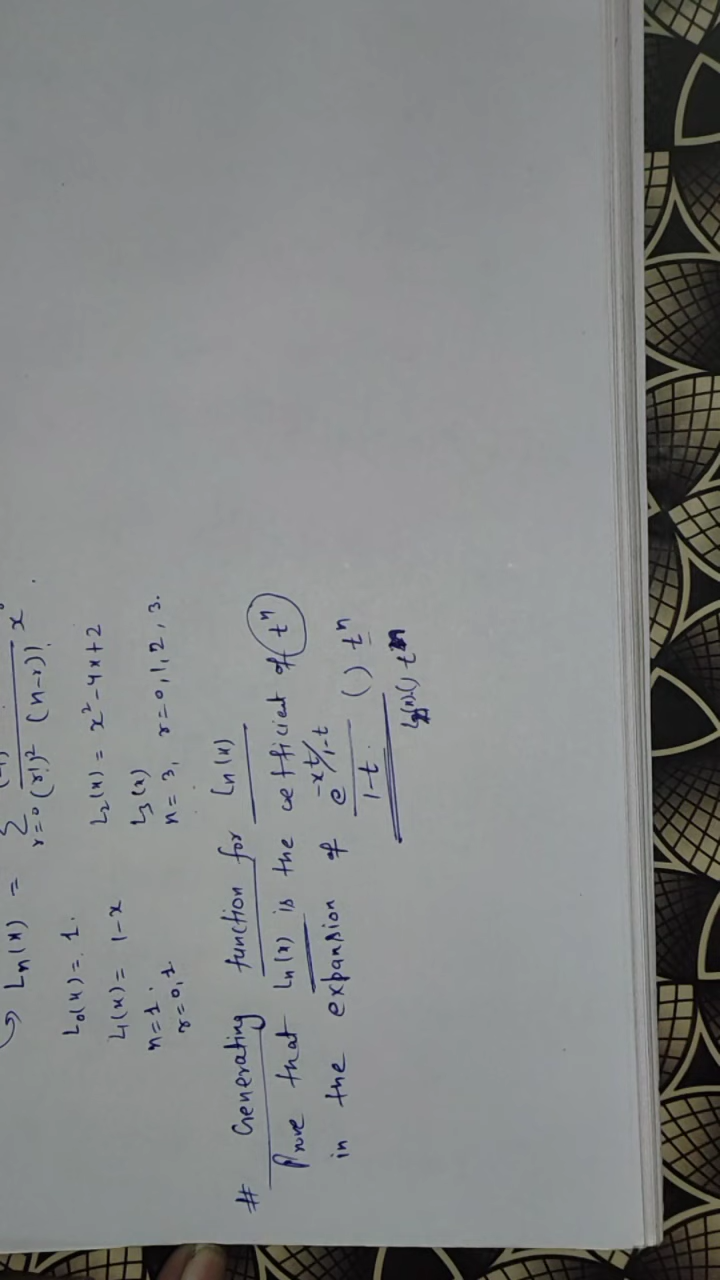 ↪ Ln(x) = Σ r=0 (r!)² (n-r)! x
L₀(x) = 1. L₂(x) = x² - 4x + 2
L₁(x) = 1-x L₃(x)
n=1. n=3, r=0,1,2,3.
r=0,1
# Generating function for Ln(x)
Prove that Ln(x) is the coefficient of tⁿ
in the expansion of e^(-xt/1-t) / 1-t. ( ) tⁿ